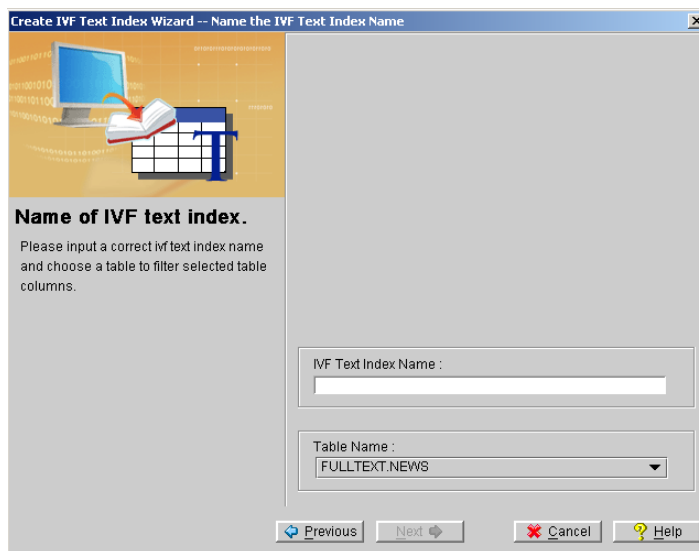 Create IVF Text Index Wizard -- Name the IVF Text Index Name
Name of IVF text index.
Please input a correct ivf text index name
and choose a table to filter selected table
columns.
IVF Text Index Name :
Table Name :
FULLTEXT.NEWS
Previous
Next
Cancel
Help